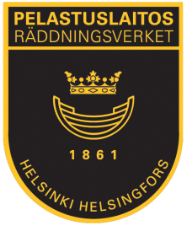 PELASTUSLAITOS
RÄDDNINGSVERKET
1861
HELSINKI HELSINGFORS